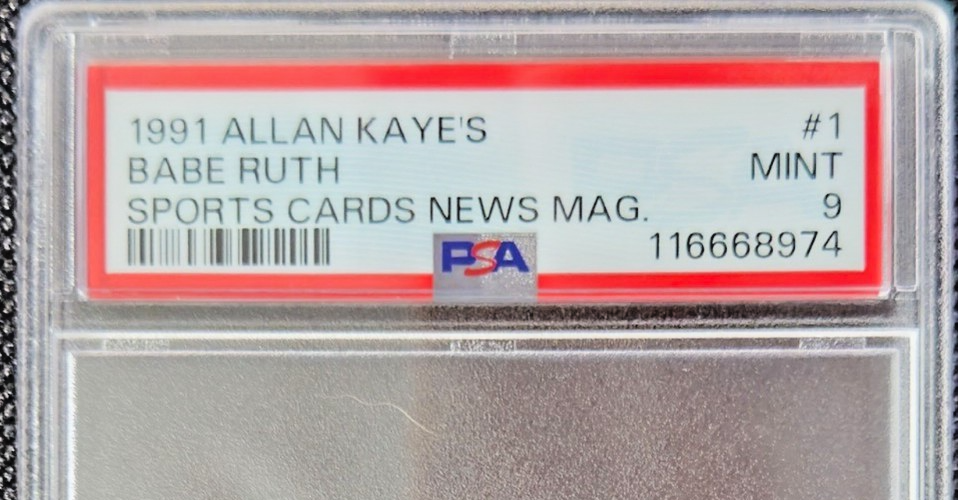 1991 ALLAN KAYE'S #1
BABE RUTH MINT
SPORTS CARDS NEWS MAG. 9
PSA 116668974